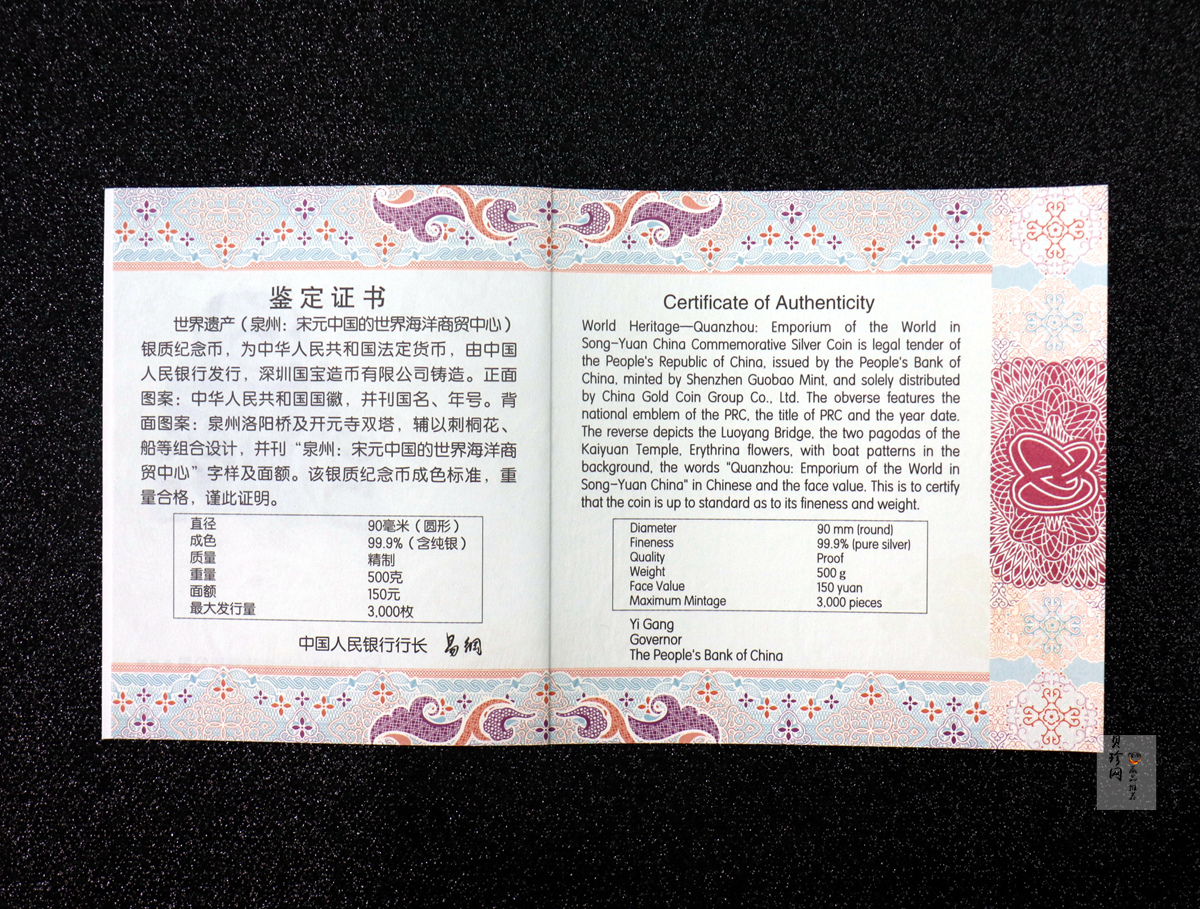 鉴定证书
世界遗产（泉州：宋元中国的世界海洋商贸中心）
银质纪念币，为中华人民共和国法定货币，由中国
人民银行发行，深圳国宝造币有限公司铸造。正面
图案：中华人民共和国国徽，并刊国名、年号。背
面图案：泉州洛阳桥及开元寺双塔，辅以刺桐花、
船等组合设计，并刊“泉州：宋元中国的世界海洋商
贸中心”字样及面额。该银质纪念币成色标准，重
量合格，谨此证明。
直径 90毫米（圆形）
成色 99.9%（含纯银）
质量 精制
重量 500克
面额 150元
最大发行量 3,000枚
中国人民银行行长 易纲
Certificate of Authenticity
World Heritage—Quanzhou: Emporium of the World in
Song-Yuan China Commemorative Silver Coin is legal tender of
the People's Republic of China, issued by the People's Bank of
China, minted by Shenzhen Guobao Mint, and solely distributed
by China Gold Coin Group Co., Ltd. The obverse features the
national emblem of the PRC, the title of PRC and the year date.
The reverse depicts the Luoyang Bridge, the two pagodas of the
Kaiyuan Temple, Erythrina flowers, with boat patterns in the
background, the words "Quanzhou: Emporium of the World in
Song-Yuan China" in Chinese and the face value. This is to certify
that the coin is up to standard as to its fineness and weight.
Diameter 90 mm (round)
Fineness 99.9% (pure silver)
Quality Proof
Weight 500 g
Face Value 150 yuan
Maximum Mintage 3,000 pieces
Yi Gang
Governor
The People's Bank of China
贝珍网